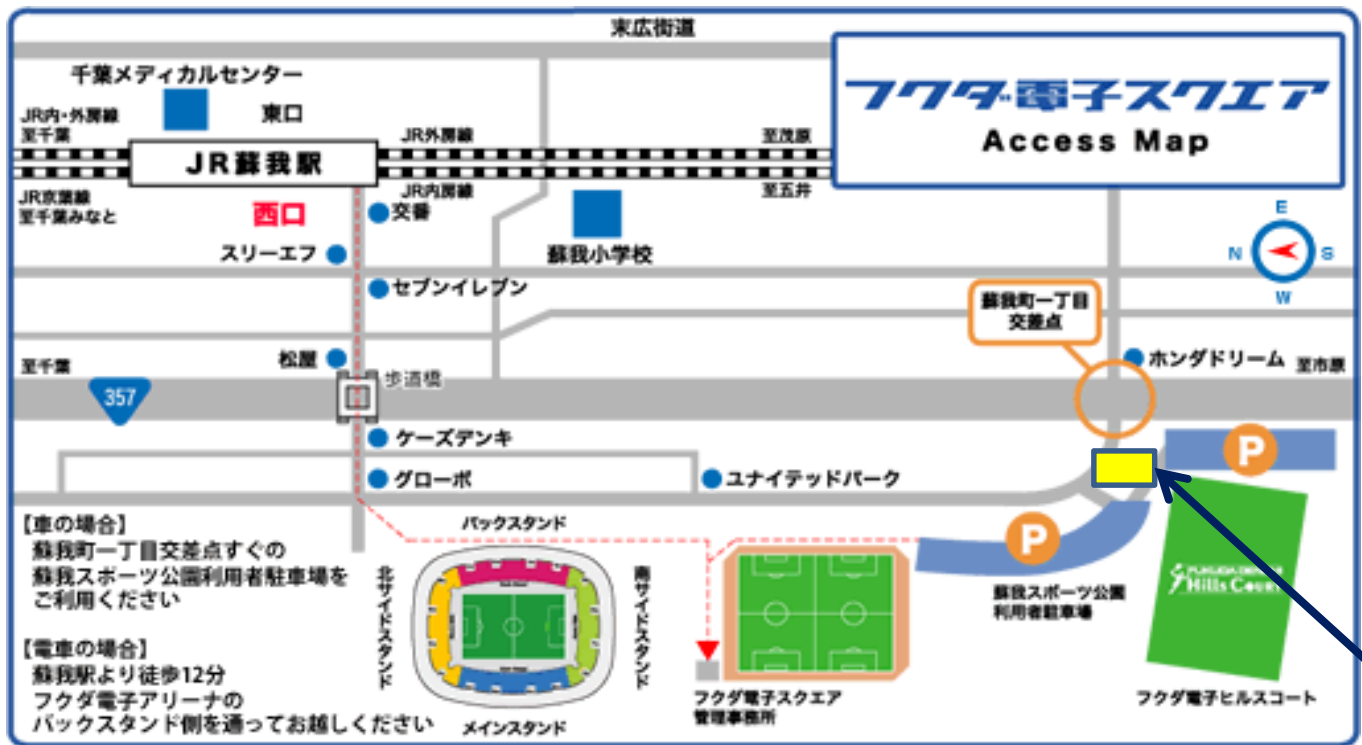 末広街道
千葉メディカルセンター
フクダ電子スクエア
Access Map
JR内・外房線
至千葉
東口
JR外房線
至茂原
JR蘇我駅
JR京葉線
至千葉みなと
西口
JR内房線
至五井
交番
スリーエフ
蘇我小学校
E
N
S
W
セブンイレブン
蘇我町一丁目
交差点
至千葉
松屋
歩道橋
ホンダドリーム
至市原
357
ケーズデンキ
P
グローボ
ユナイテッドパーク
【車の場合】
蘇我町一丁目交差点すぐの
蘇我スポーツ公園利用者駐車場を
ご利用ください
バックスタンド
P
北サイドスタンド
南サイドスタンド
蘇我スポーツ公園
利用者駐車場
FUKUDA DENSHI
Hills Court
【電車の場合】
蘇我駅より徒歩12分
フクダ電子アリーナの
バックスタンド側を通ってお越しください
メインスタンド
フクダ電子スクエア
管理事務所
フクダ電子ヒルスコート